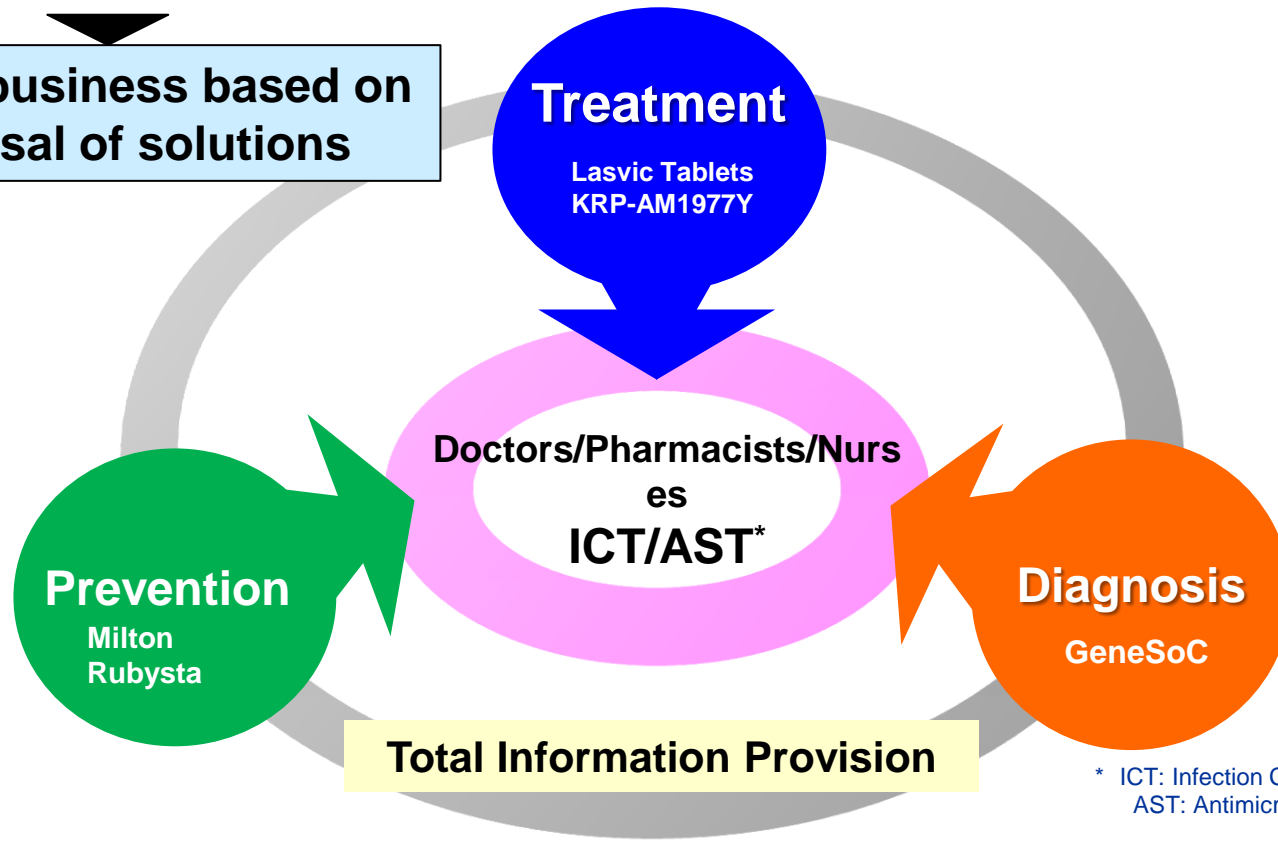 business based on
sal of solutions
Treatment
Lasvic Tablets
KRP-AM1977Y
Doctors/Pharmacists/Nurs
es
ICT/AST*
Prevention
Milton
Rubysta
Diagnosis
GeneSoC
Total Information Provision
* ICT: Infection
AST: Antimicr